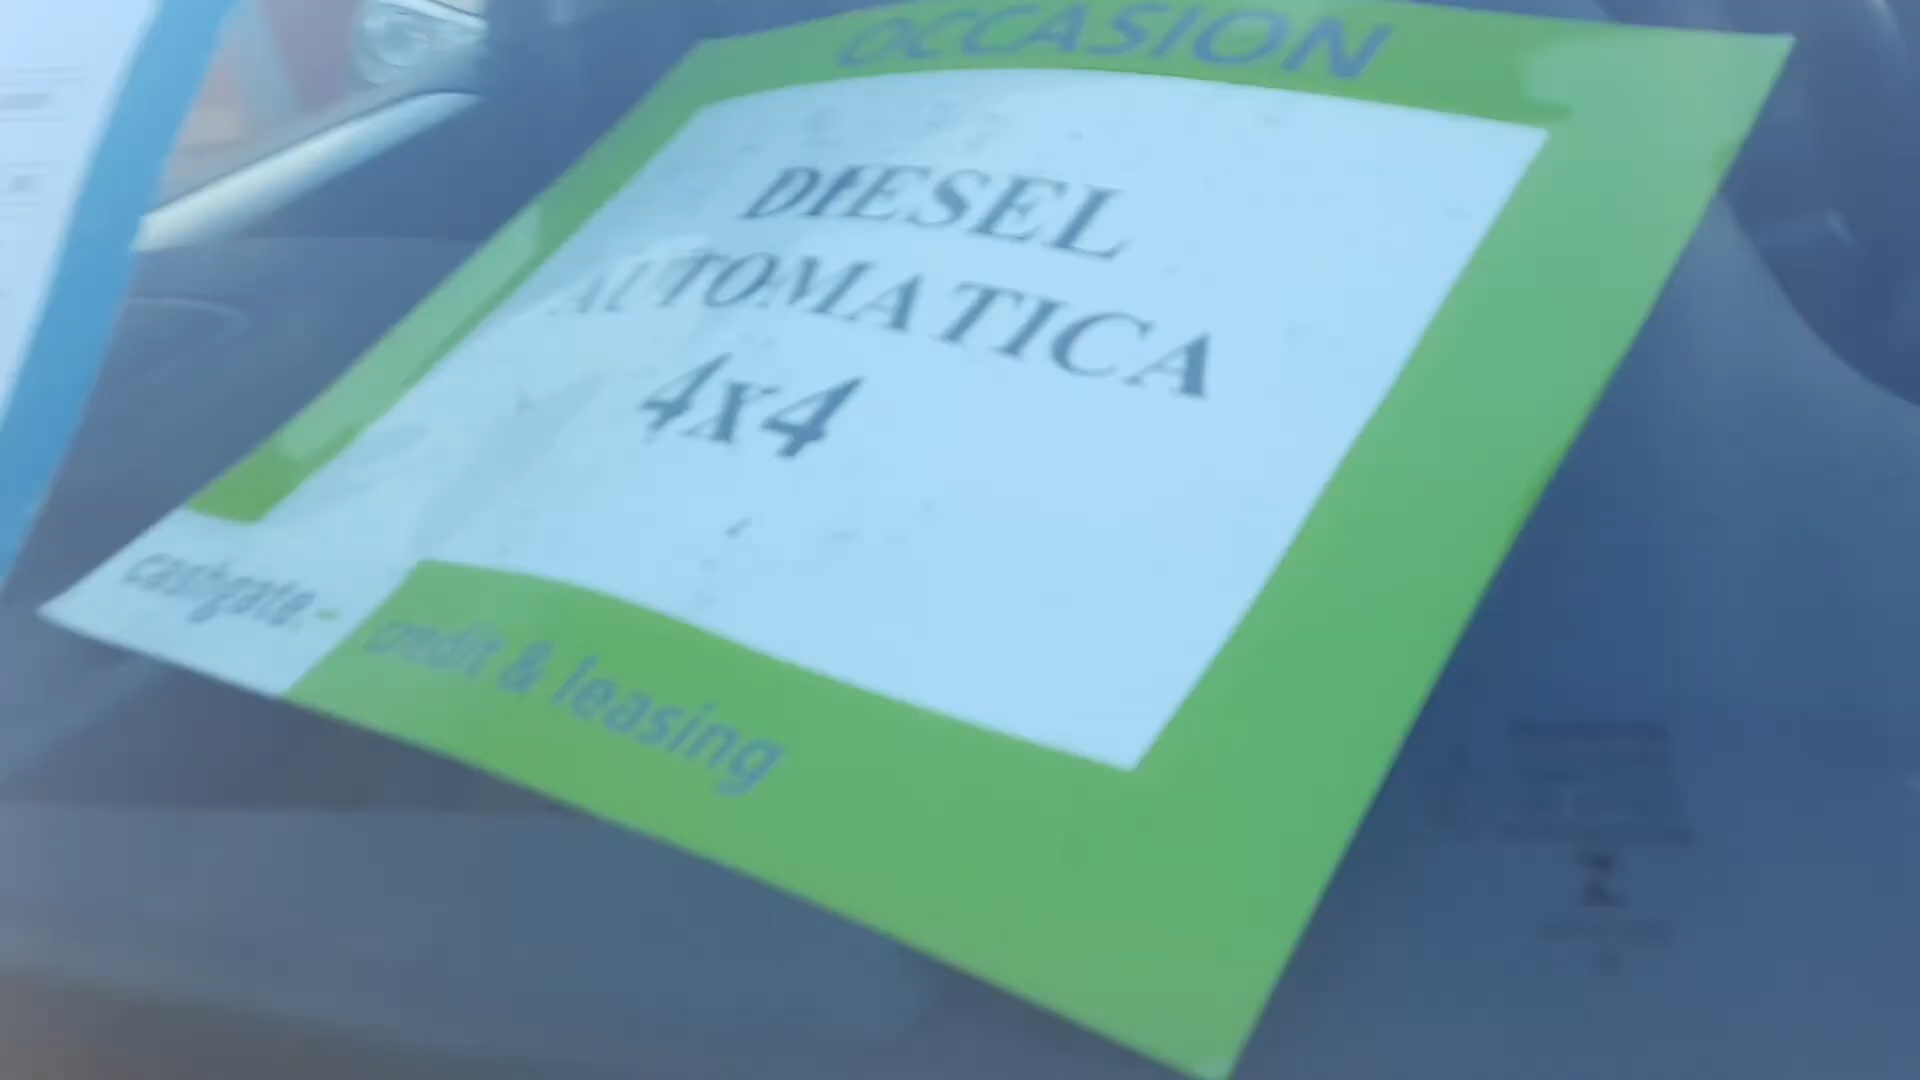 OCCASION
DIESEL
AUTOMATICA
4x4
cashgate.-
credit & leasing